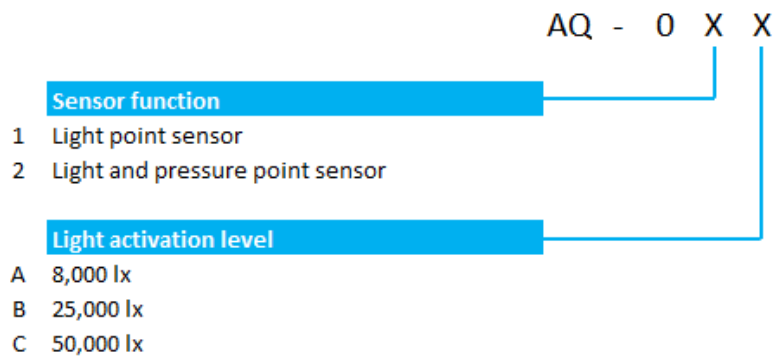 AQ - 0 X X
Sensor function
1 Light point sensor
2 Light and pressure point sensor
Light activation level
A 8,000 lx
B 25,000 lx
C 50,000 lx